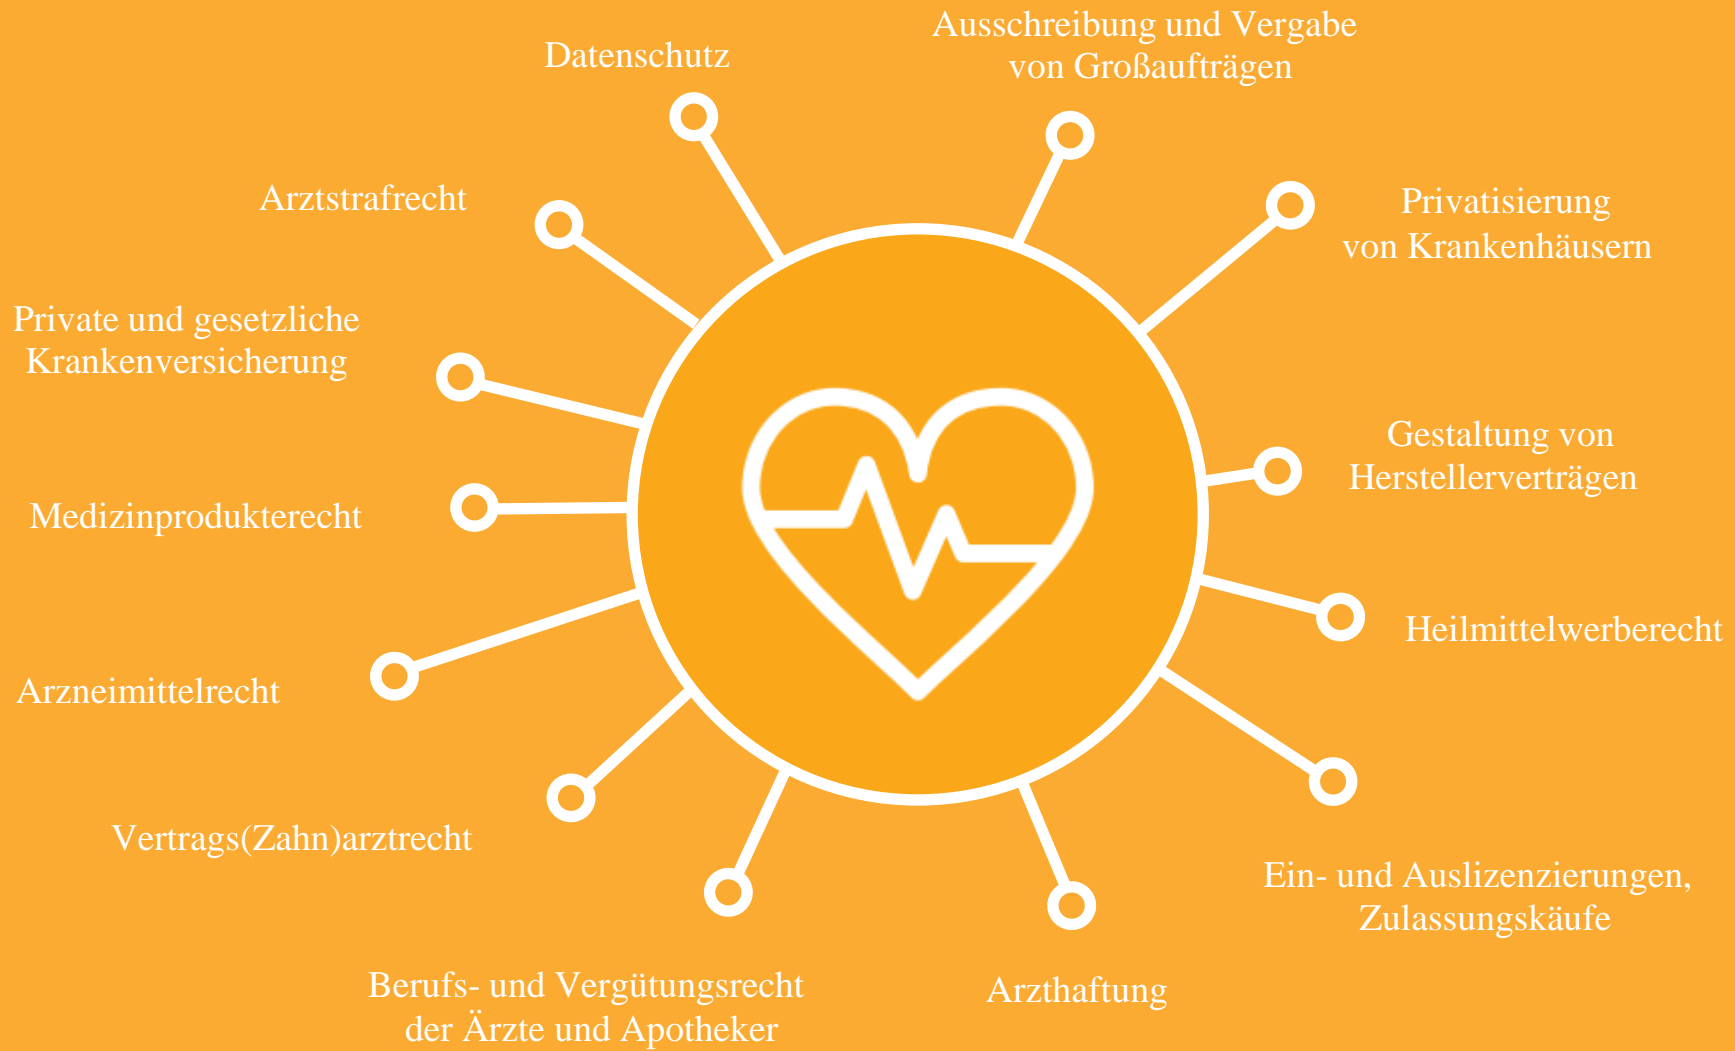 Ausschreibung und Vergabe
von Großaufträgen
Datenschutz
Arztstrafrecht
Privatisierung
von Krankenhäusern
Private und gesetzliche
Krankenversicherung
Gestaltung von
Herstellerverträgen
Medizinprodukterecht
Heilmittelwerberecht
Arzneimittelrecht
Vertrags(Zahn)arztrecht
Ein- und Auslizenzierungen,
Zulassungskäufe
Berufs- und Vergütungsrecht
der Ärzte und Apotheker
Arzthaftung